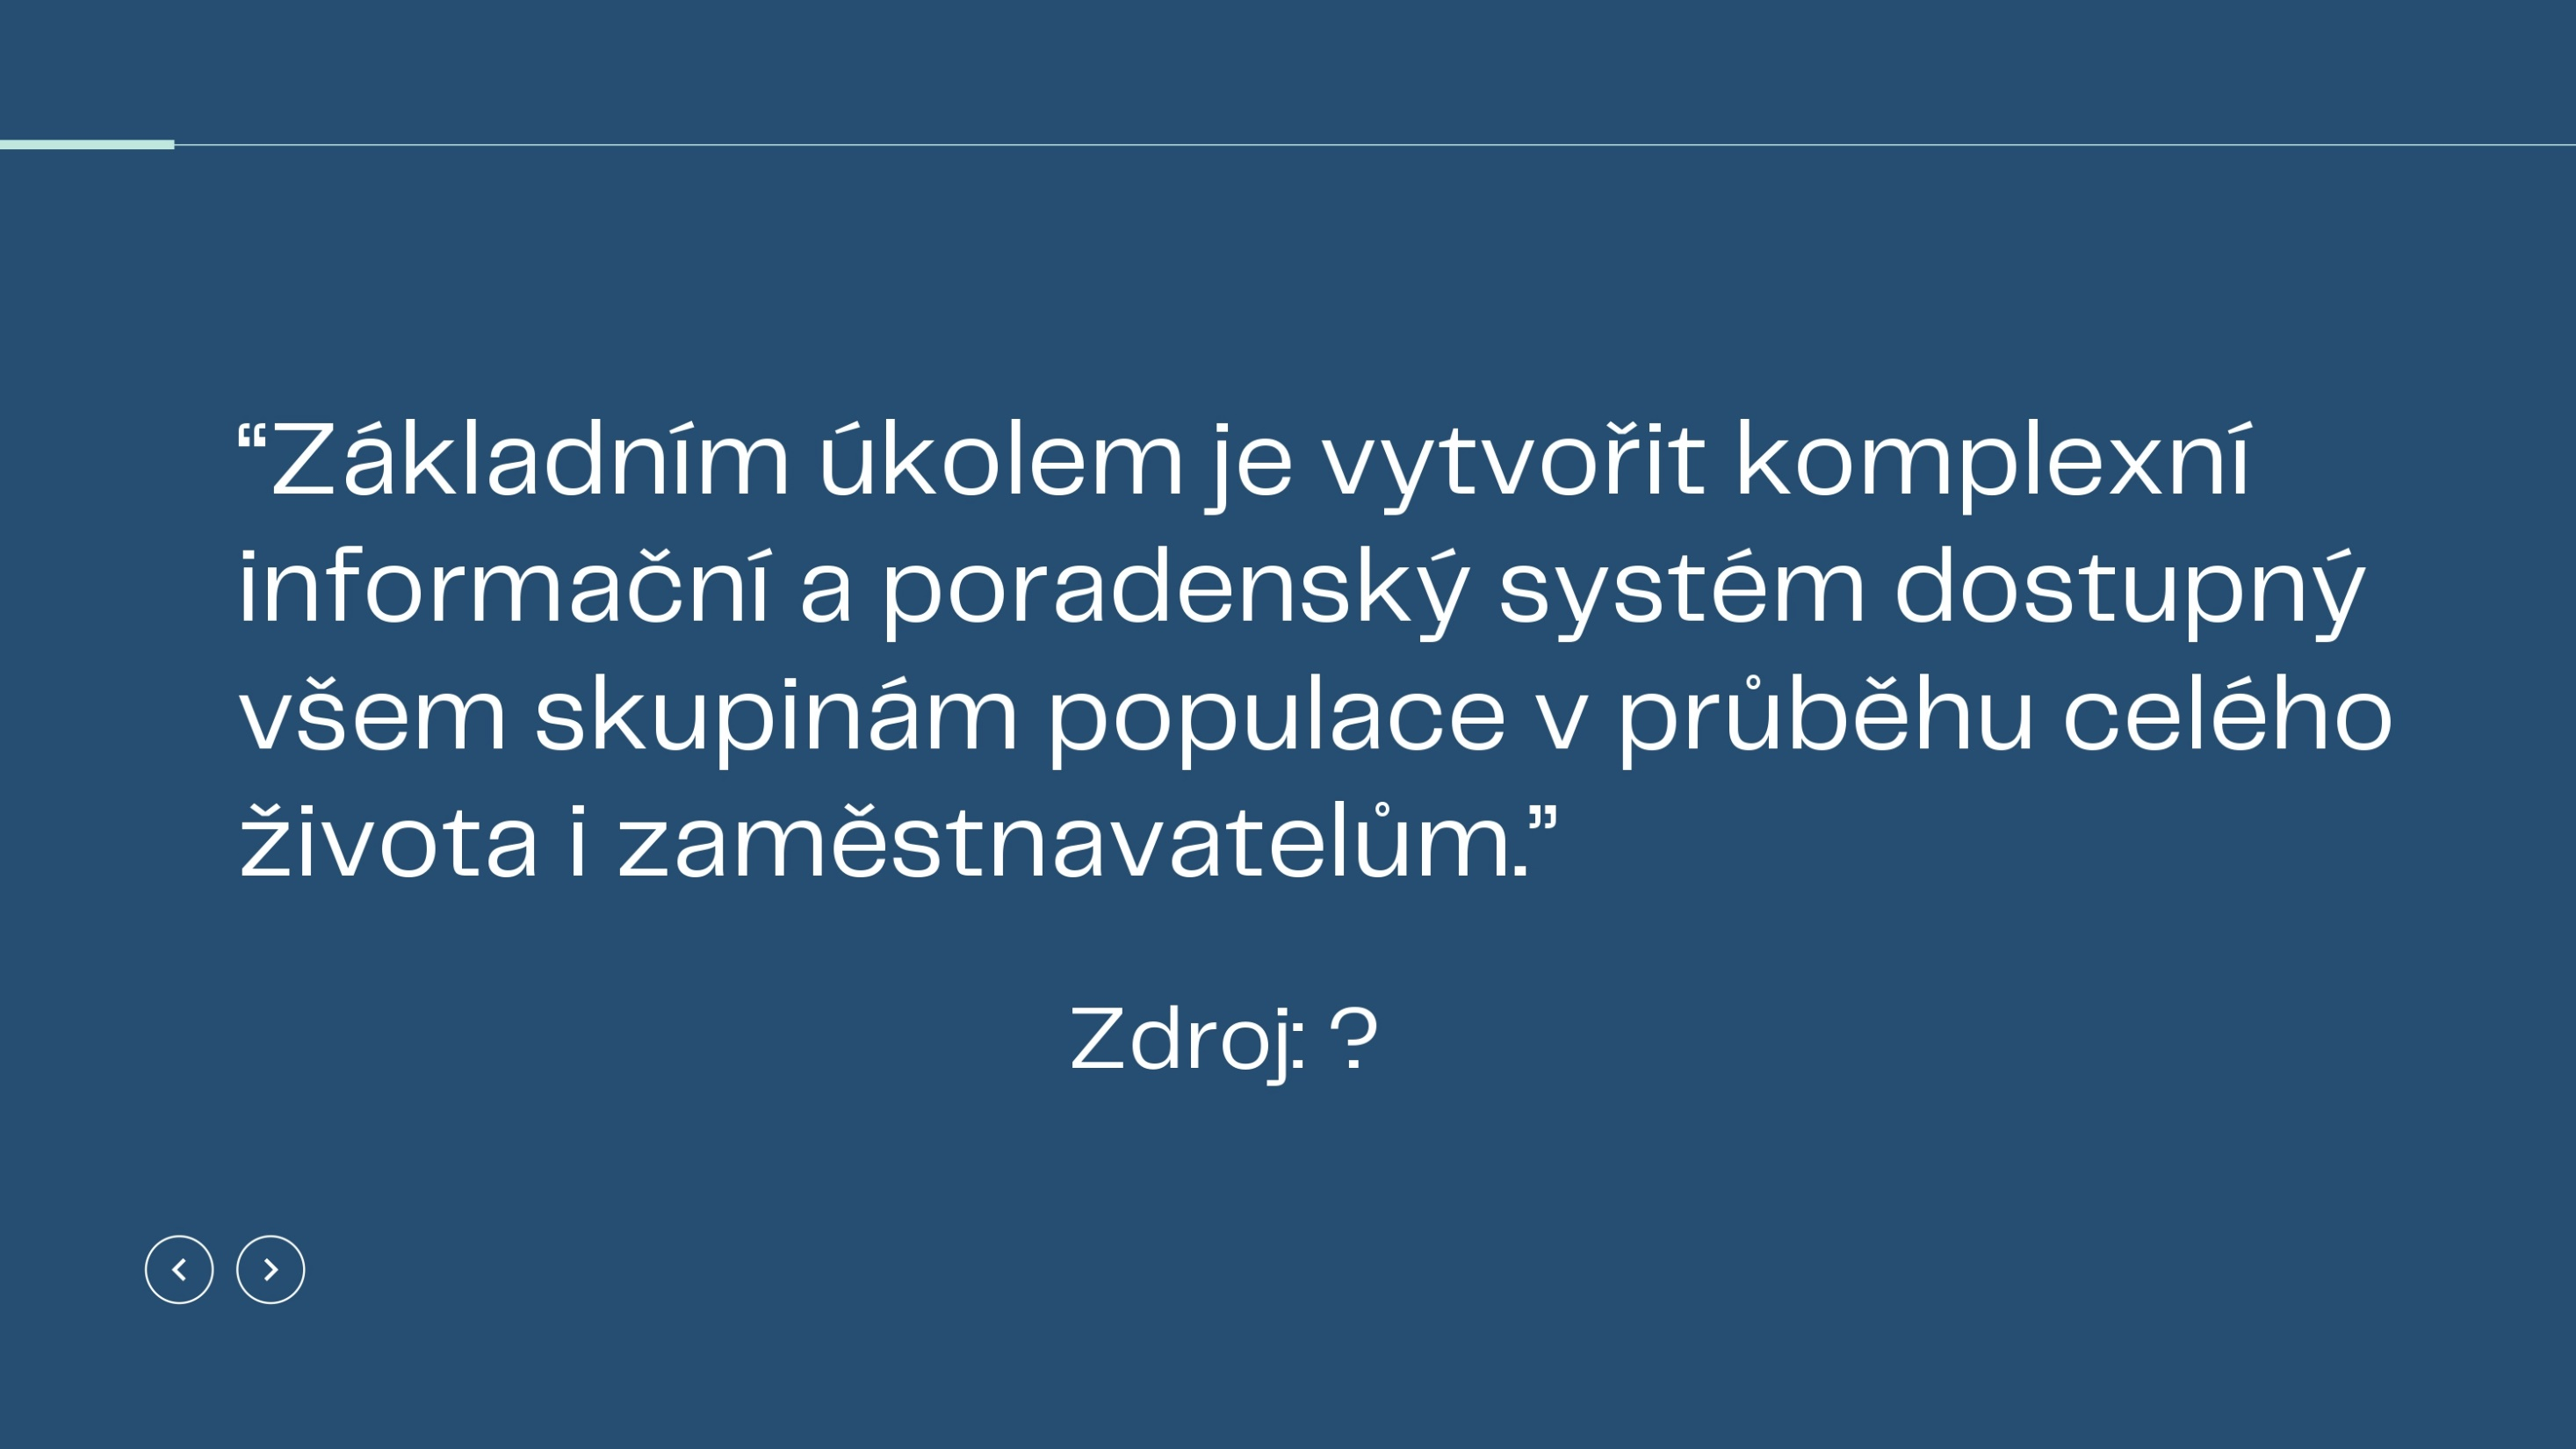 “Základním úkolem je vytvořit komplexní
informační a poradenský systém dostupný
všem skupinám populace v průběhu celého
života i zaměstnavatelům.”
Zdroj: ?